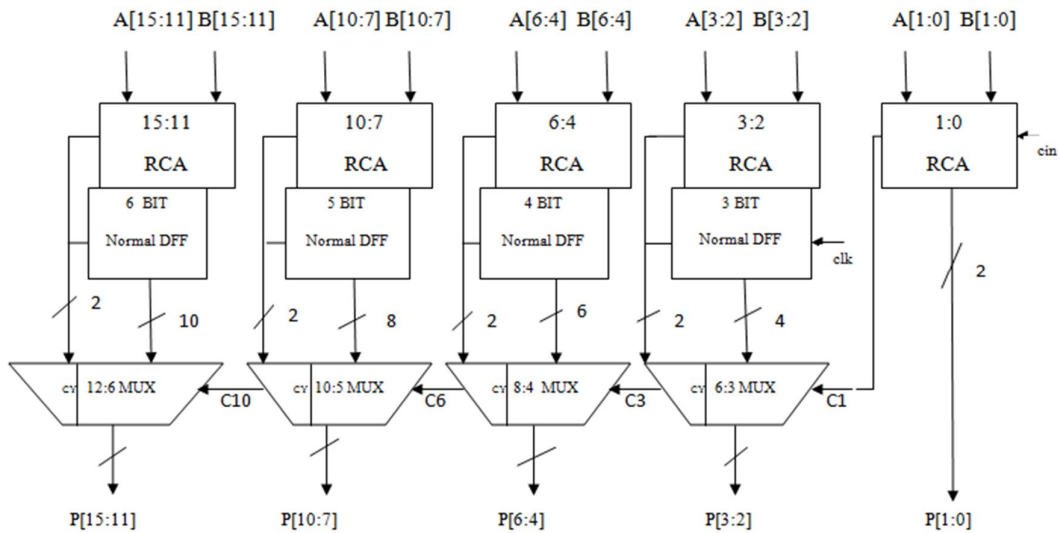 A[15:11] B[15:11] A[10:7] B[10:7] A[6:4] B[6:4] A[3:2] B[3:2] A[1:0] B[1:0]
15:11 10:7 6:4 3:2 1:0
RCA RCA RCA RCA RCA
cin
6 BIT 5 BIT 4 BIT 3 BIT
Normal DFF Normal DFF Normal DFF Normal DFF
clk
2 10 2 8 2 6 2 4 2
CY 12:6 MUX C10 CY 10:5 MUX C6 CY 8:4 MUX C3 CY 6:3 MUX C1
P[15:11] P[10:7] P[6:4] P[3:2] P[1:0]